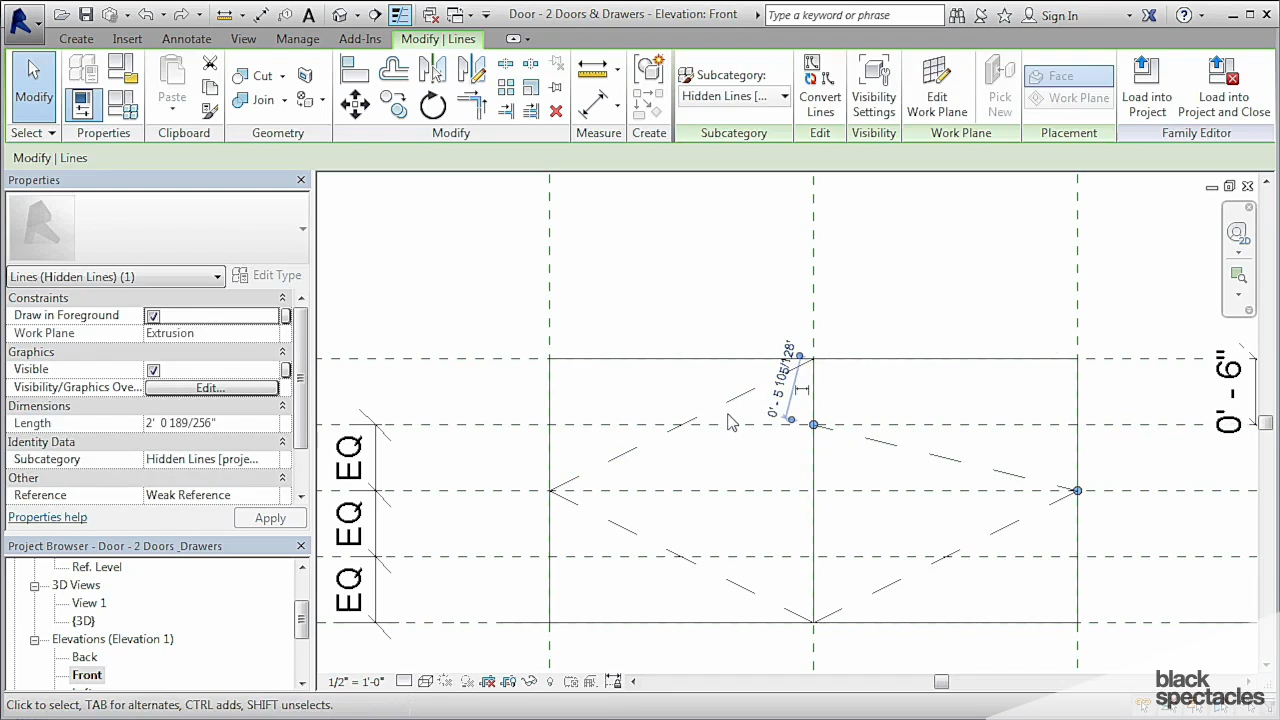 Door - 2 Doors & Drawers - Elevation: Front
Type a keyword or phrase
Sign In
Create Insert Annotate View Manage Add-Ins Modify | Lines
Modify
Paste
Cut
Join
Subcategory:
Hidden Lines [...
Convert Lines
Visibility Settings
Edit Work Plane
Pick New
Face
Work Plane
Load into Project
Load into Project and Close
Select Properties Clipboard Geometry Modify Measure Create Subcategory Edit Visibility Work Plane Placement Family Editor
Modify | Lines
Properties
Lines (Hidden Lines) (1)
Edit Type
Constraints
Draw in Foreground
Work Plane Extrusion
Graphics
Visible
Visibility/Graphics Ove... Edit...
Dimensions
Length 2' 0 189/256"
Identity Data
Subcategory Hidden Lines [proje...
Other
Reference Weak Reference
Properties help Apply
Project Browser - Door - 2 Doors _Drawers
Ref. Level
3D Views
View 1
{3D}
Elevations (Elevation 1)
Back
Front
0' - 5 105/128'
0' - 6"
EQ
EQ
EQ
1/2" = 1'-0"
Click to select, TAB for alternates, CTRL adds, SHIFT unselects.
black
spectacles